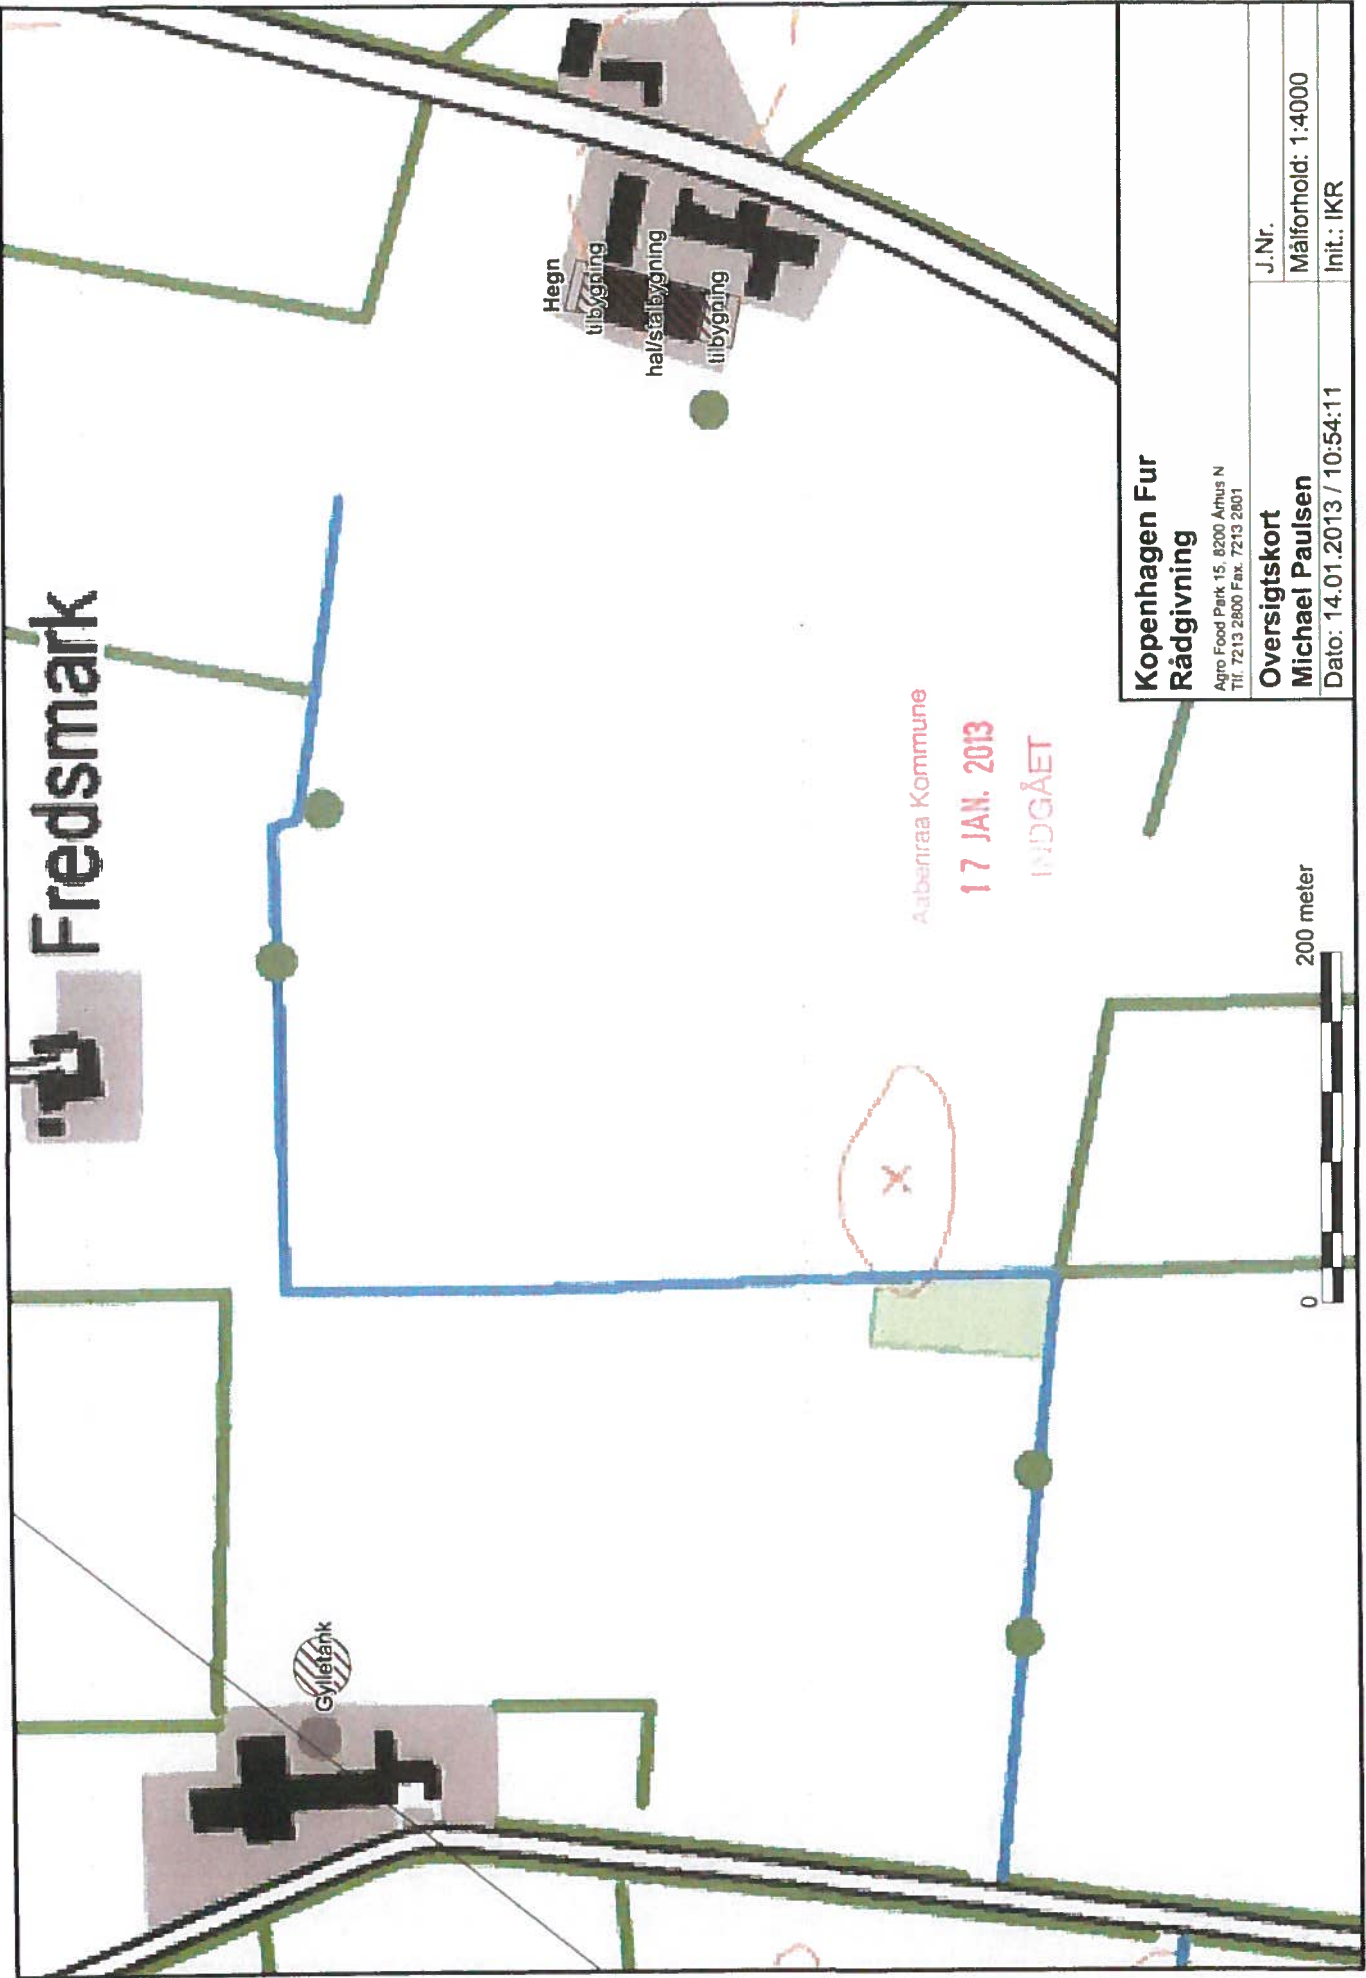 Fredsmark
Hegn
tilbygning
hal/staldbygning
tilbygning
Gylletank
Aabenraa Kommune
17 JAN. 2013
INDGÅET
0
200 meter
Kopenhagen Fur
Rådgivning
Agro Food Park 15, 8200 Århus N
Tlf. 7213 2800 Fax. 7213 2801
Oversigtskort
Michael Paulsen
Dato: 14.01.2013 / 10:54:11
J.Nr.
Målforhold: 1:4000
Init.: IKR